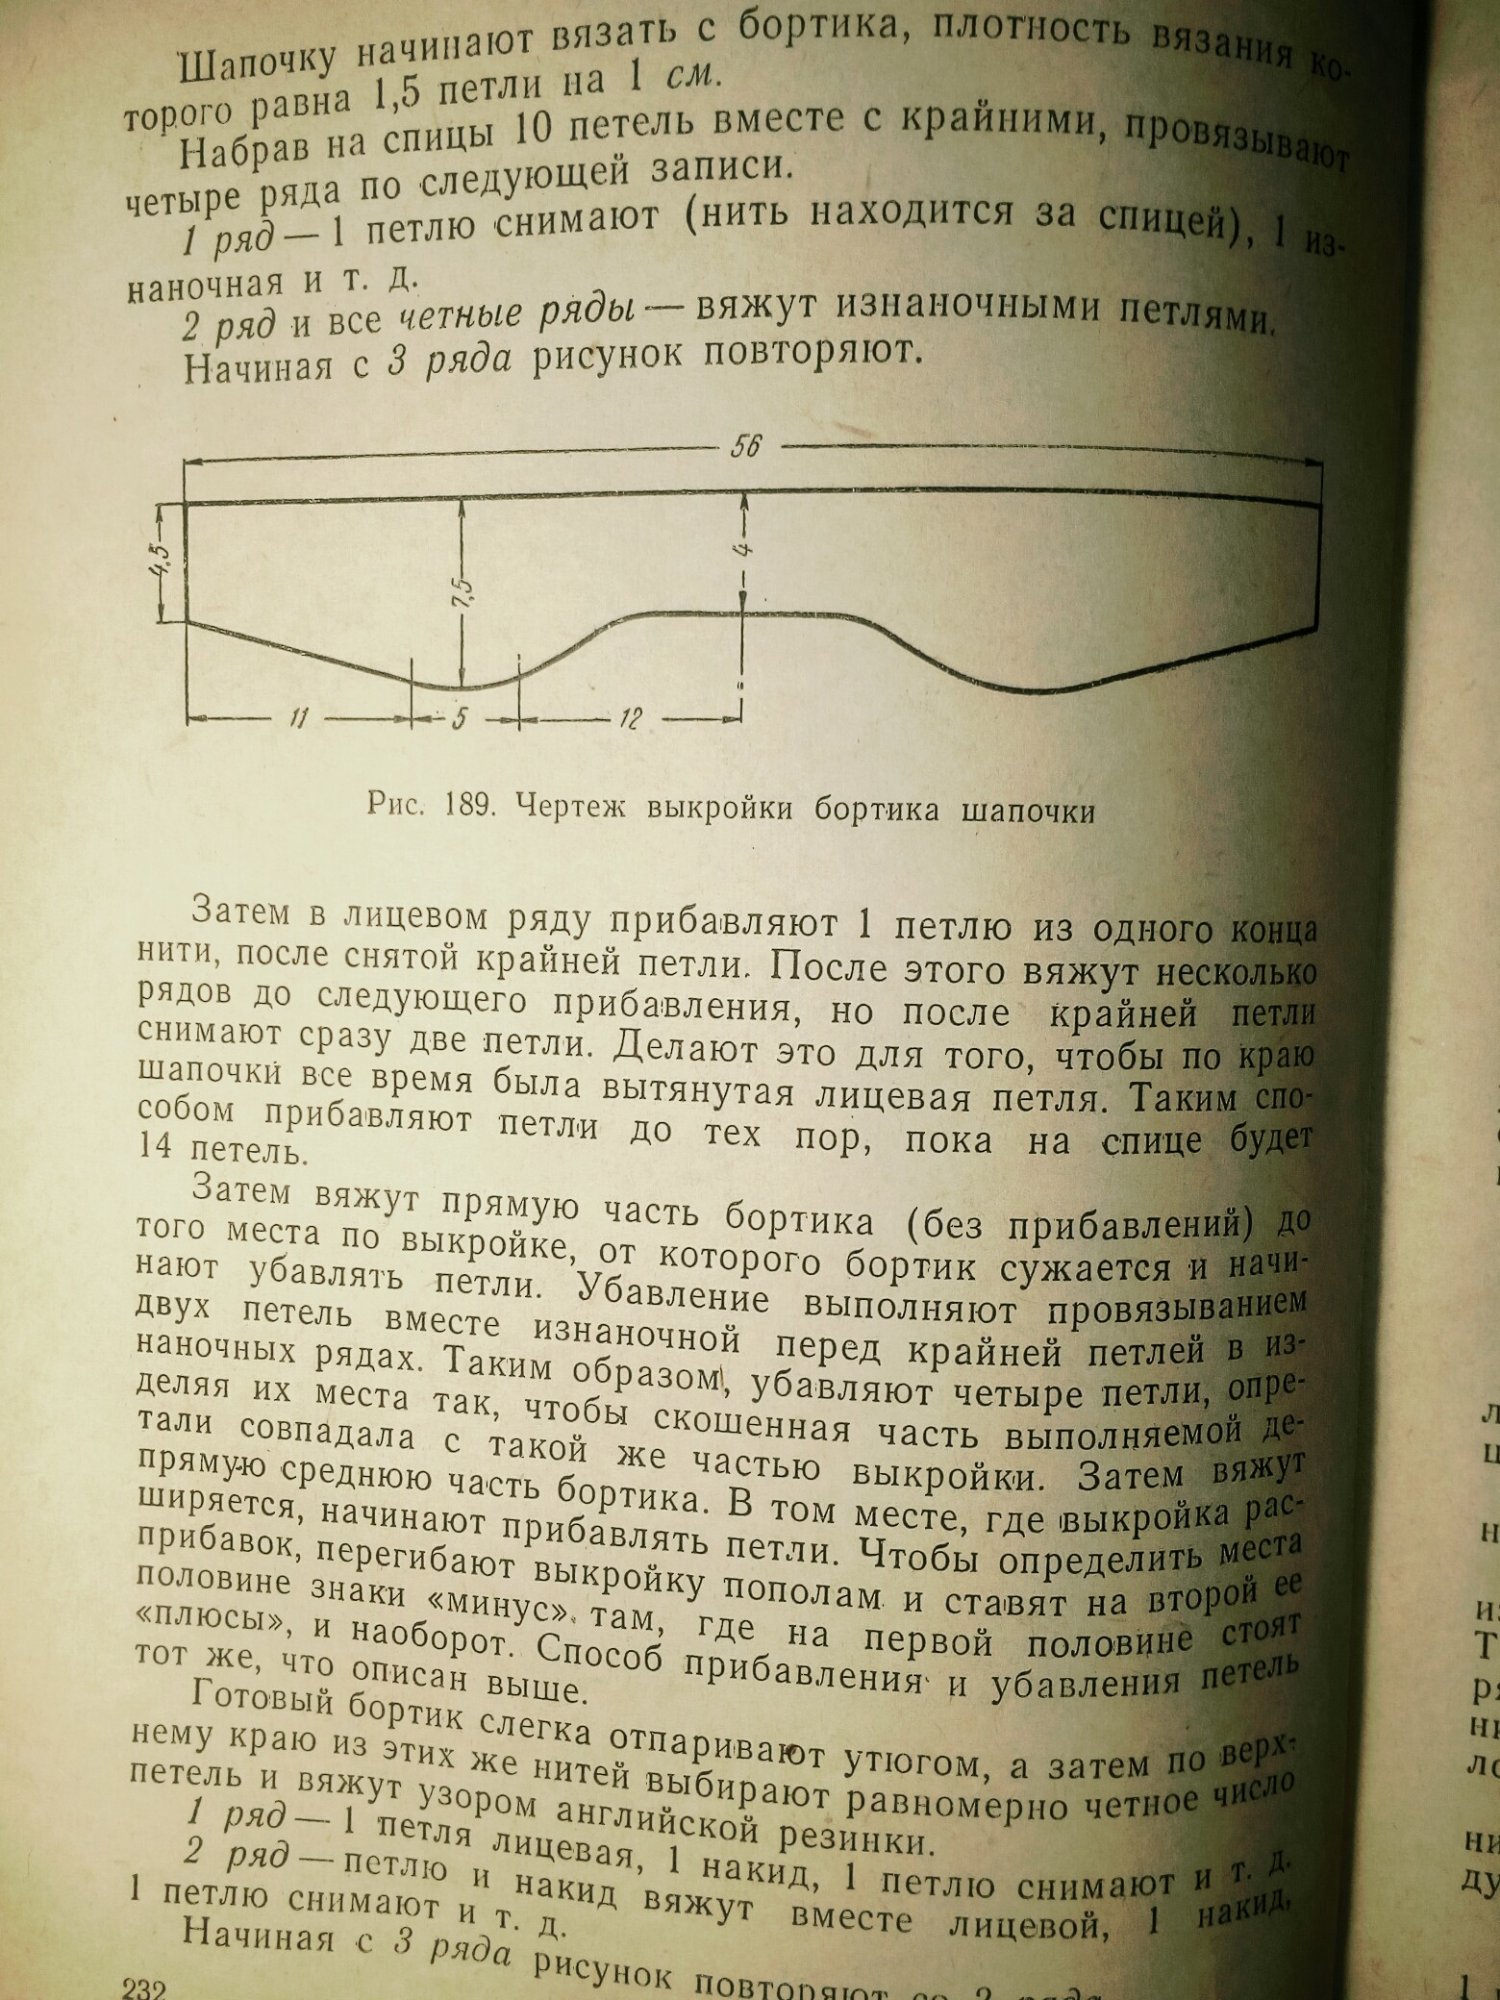 Шапочку начинают вязать с бортика, плотность вязания ко-
торого равна 1,5 петли на 1 см.
Набрав на спицы 10 петель вместе с крайними, провязывают
четыре ряда по следующей записи.
1 ряд — 1 петлю снимают (нить находится за спицей), 1 из-
наночная и т. д.
2 ряд и все четные ряды — вяжут изнаночными петлями.
Начиная с 3 ряда рисунок повторяют.
56
4,5
7,5
4
11
5
12
Рис. 189. Чертеж выкройки бортика шапочки
Затем в лицевом ряду прибавляют 1 петлю из одного конца
нити, после снятой крайней петли. После этого вяжут несколько
рядов до следующего прибавления, но после крайней петли
снимают сразу две петли. Делают это для того, чтобы по краю
шапочки все время была вытянутая лицевая петля. Таким спо-
собом прибавляют петли до тех пор, пока на спице будет
14 петель.
Затем вяжут прямую часть бортика (без прибавлений) до
того места по выкройке, от которого бортик сужается и начи-
нают убавлять петли. Убавление выполняют провязыванием
двух петель вместе изнаночной перед крайней петлей в из-
наночных рядах. Таким образом, убавляют четыре петли, опре-
деляя их места так, чтобы скошенная часть выполняемой де-
тали совпадала с такой же частью выкройки. Затем вяжут
прямую среднюю часть бортика. В том месте, где выкройка рас-
ширяется, начинают прибавлять петли. Чтобы определить места
прибавок, перегибают выкройку пополам и ставят на второй ее
половине знаки «минус», там, где на первой половине стоят
«плюсы», и наоборот. Способ прибавления и убавления петель
тот же, что описан выше.
Готовый бортик слегка отпаривают утюгом, а затем по верх-
нему краю из этих же нитей выбирают равномерно четное число
петель и вяжут узором английской резинки.
1 ряд — 1 петля лицевая, 1 накид, 1 петлю снимают и т. д.
2 ряд — петлю и накид вяжут вместе лицевой, 1 накид,
1 петлю снимают и т. д.
Начиная с 3 ряда рисунок повторяют со 2 ряда
232